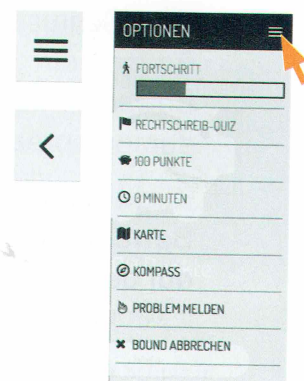 OPTIONEN
FORTSCHRITT
RECHTSCHREIB-QUIZ
100 PUNKTE
0 MINUTEN
KARTE
KOMPASS
PROBLEM MELDEN
BOUND ABBRECHEN